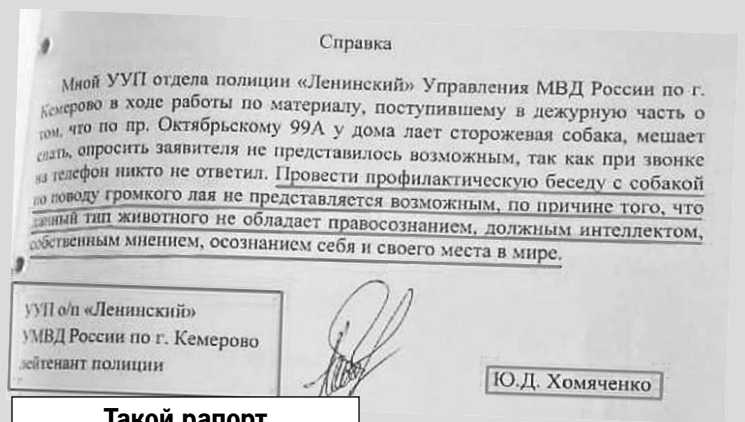 Справка
Мной УУП отдела полиции «Ленинский» Управления МВД России по г.
Кемерово в ходе работы по материалу, поступившему в дежурную часть о
том, что по пр. Октябрьскому 99А у дома лает сторожевая собака, мешает
спать, опросить заявителя не представилось возможным, так как при звонке
на телефон никто не ответил. Провести профилактическую беседу с собакой
по поводу громкого лая не представляется возможным, по причине того, что
данный тип животного не обладает правосознанием, должным интеллектом,
собственным мнением, осознанием себя и своего места в мире.
УУП о/п «Ленинский»
УМВД России по г. Кемерово
лейтенант полиции
Ю.Д. Хомяченко
Такой рапорт